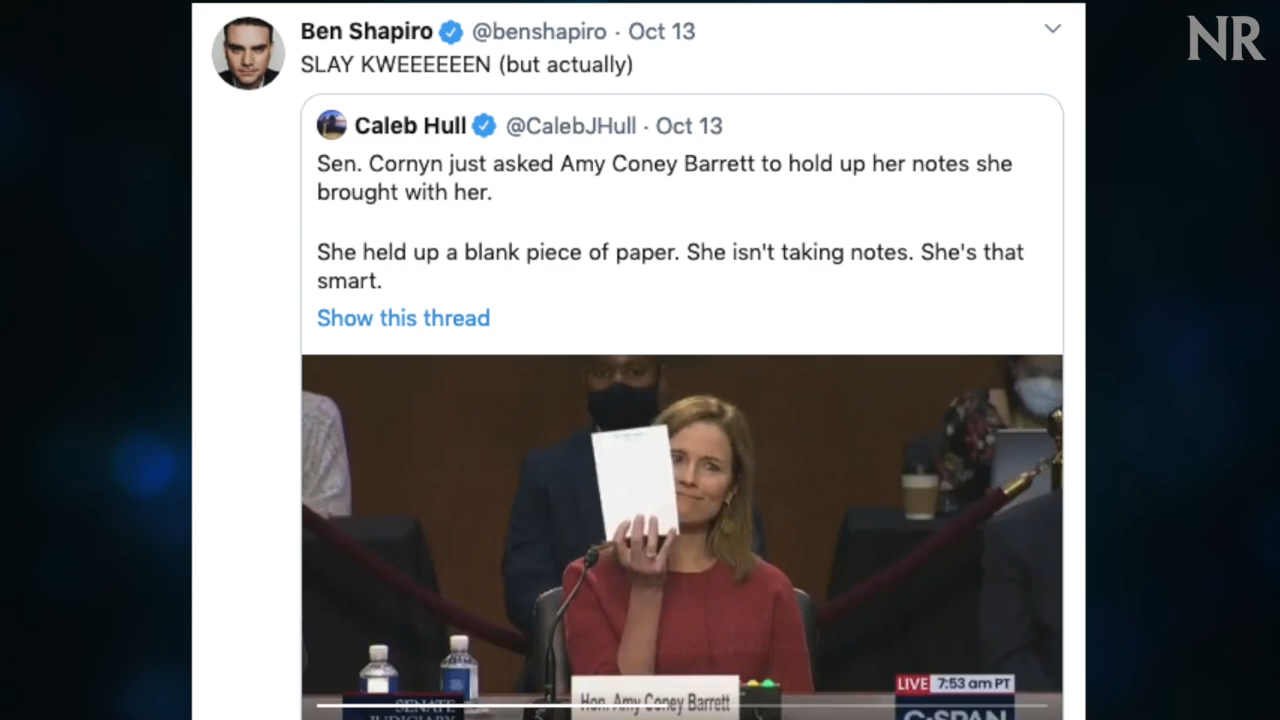 Ben Shapiro @benshapiro · Oct 13
NR
SLAY KWEEEEEEN (but actually)
Caleb Hull @CalebJHull · Oct 13
Sen. Cornyn just asked Amy Coney Barrett to hold up her notes she
brought with her.
She held up a blank piece of paper. She isn't taking notes. She's that
smart.
Show this thread
Hon. Amy Coney Barrett
LIVE 7:53 am PT
SENATE
JUDICIARY
C-SPAN